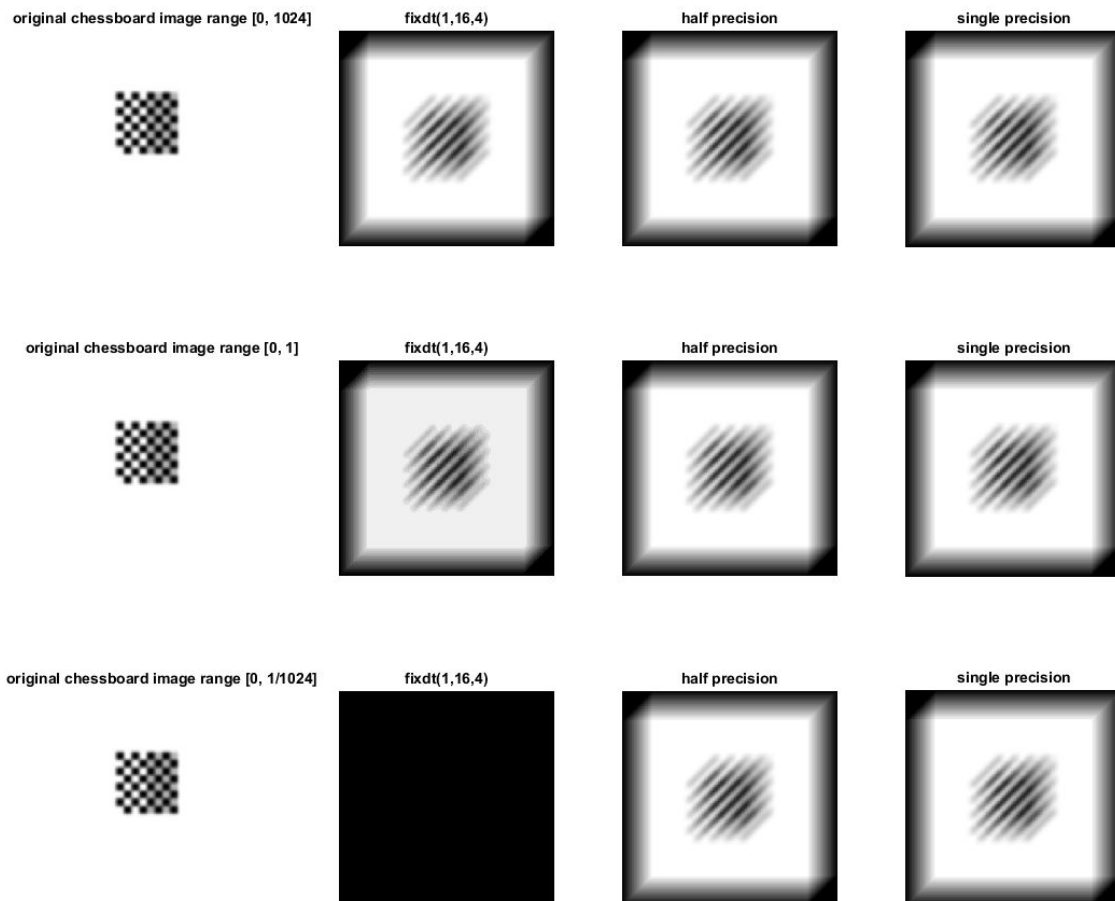 original chessboard image range [0, 1024]
fixdt(1,16,4)
half precision
single precision
original chessboard image range [0, 1]
fixdt(1,16,4)
half precision
single precision
original chessboard image range [0, 1/1024]
fixdt(1,16,4)
half precision
single precision